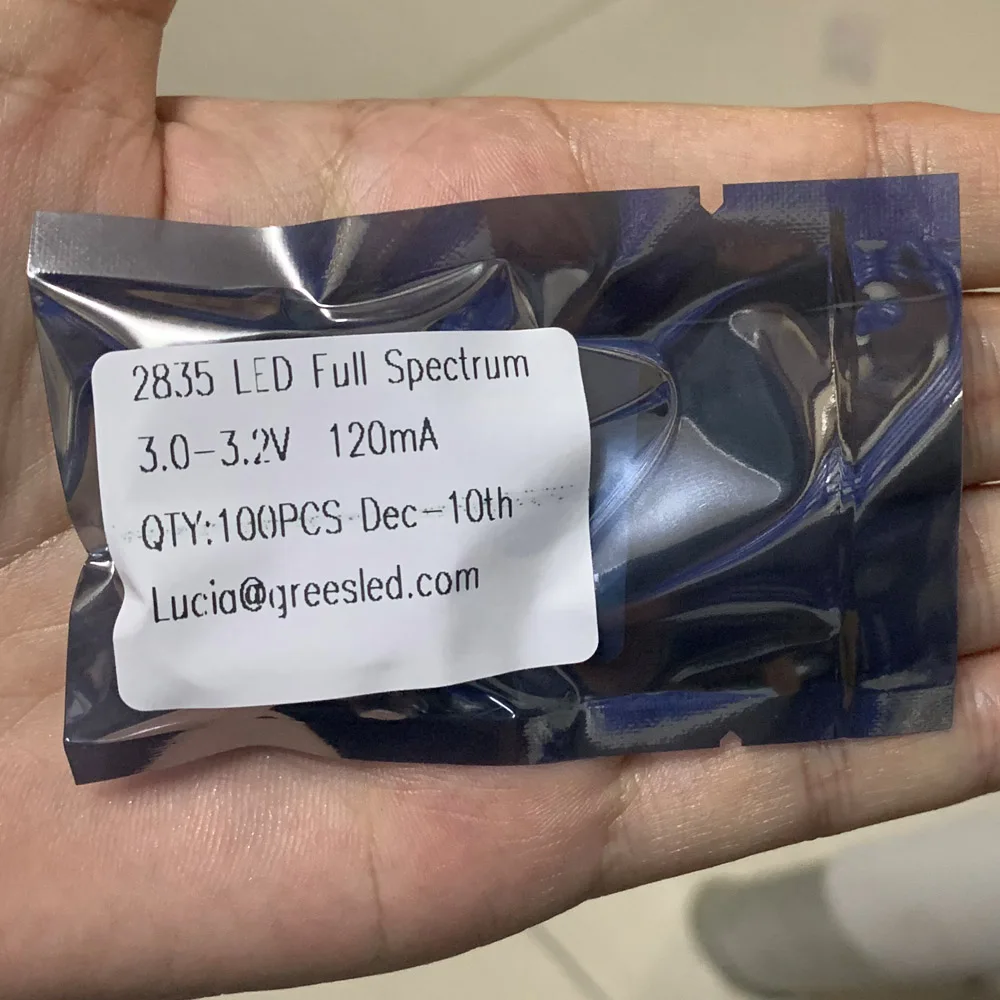 2835 LED Full Spectrum
3.0-3.2V 120mA
QTY:100PCS Dec-10th
Lucia@greesled.com